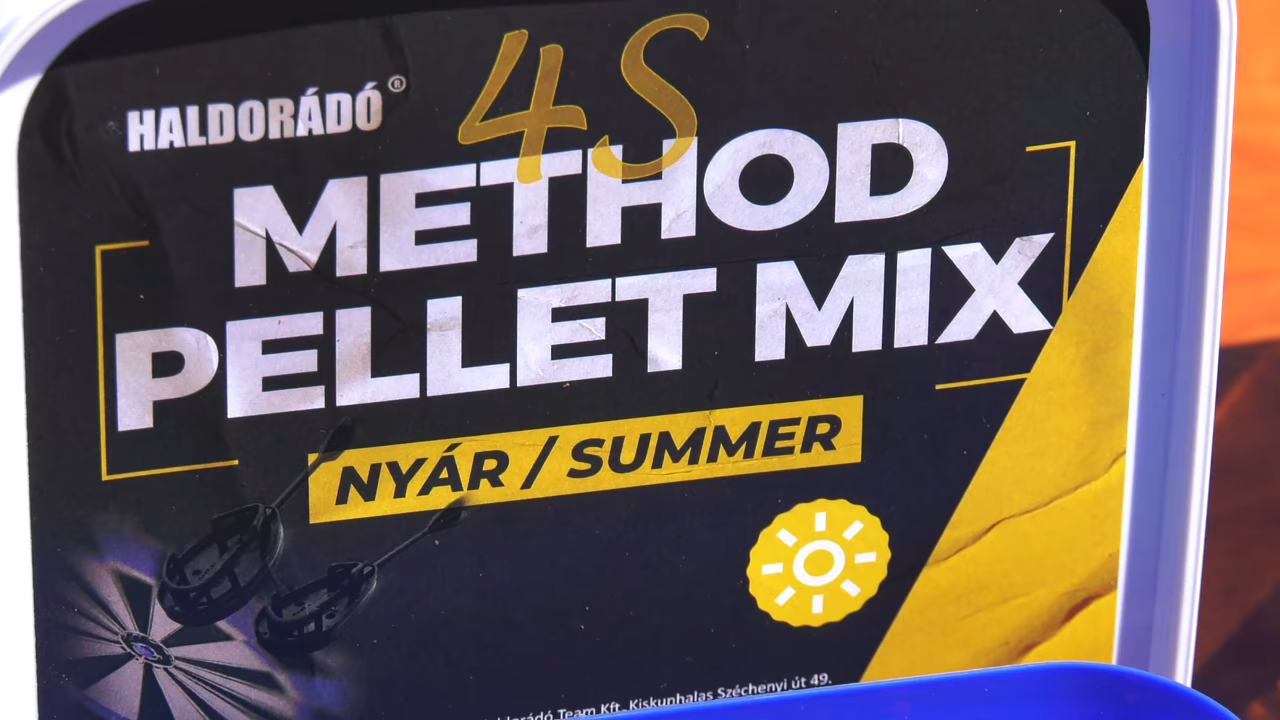 HALDORÁDÓ®
4S
METHOD
PELLET MIX
NYÁR / SUMMER
Team Kft. Kiskunhalas Széchenyi út 49.